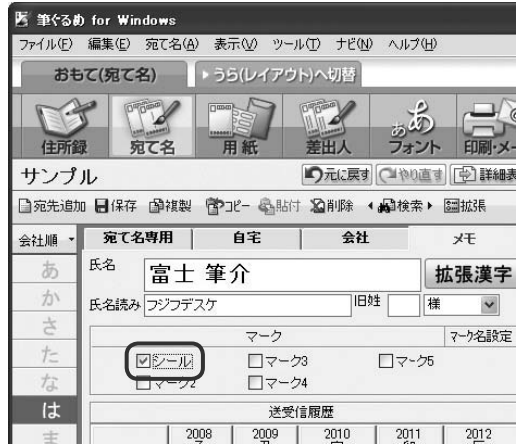 筆ぐるめ for Windows
ファイル(F) 編集(E) 宛て名(A) 表示(V) ツール(T) ナビ(N) ヘルプ(H)
おもて(宛て名) うら(レイアウト)へ切替
住所録 宛て名 用紙 差出人 フォント 印刷・メー
サンプル 元に戻す やり直す 詳細表
宛先追加 保存 複製 コピー 貼付 削除 検索 拡張
会社順 宛て名専用 自宅 会社 メモ
あ 氏名 富士 筆介 拡張漢字
か 氏名読み フジフデスケ 旧姓 様
さ マーク マーク名設定
た シール マーク3 マーク5
な マーク2 マーク4
は 送受信履歴
ま 2008 2009 2010 2011 2012